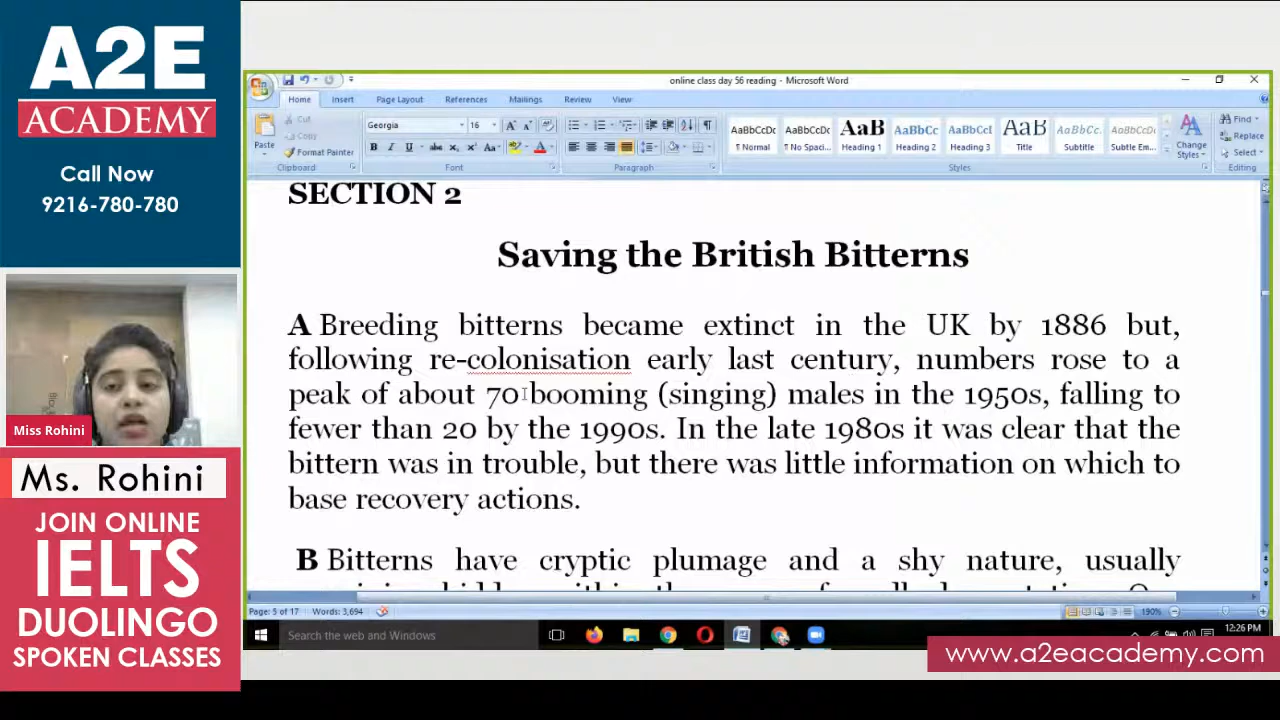 A2E
ACADEMY
Call Now
9216-780-780
Miss Rohini
Ms. Rohini
JOIN ONLINE
IELTS
DUOLINGO
SPOKEN CLASSES
online class day 56 reading - Microsoft Word
Home Insert Page Layout References Mailings Review View
Paste
Cut
Copy
Format Painter
Clipboard
Georgia 16
Font
Paragraph
AaBbCcDc AaBbCcDc AaB AaBbCc AaBbCcI AaB AaBbCc. AaBbCcDc
¶ Normal ¶ No Spaci... Heading 1 Heading 2 Heading 3 Title Subtitle Subtle Em...
Styles
Change
Styles
Find
Replace
Select
Editing
SECTION 2
Saving the British Bitterns
A Breeding bitterns became extinct in the UK by 1886 but,
following re-colonisation early last century, numbers rose to a
peak of about 70 booming (singing) males in the 1950s, falling to
fewer than 20 by the 1990s. In the late 1980s it was clear that the
bittern was in trouble, but there was little information on which to
base recovery actions.
B Bitterns have cryptic plumage and a shy nature, usually
Page: 5 of 17 Words: 3,694
190%
Search the web and Windows
12:26 PM
www.a2eacademy.com